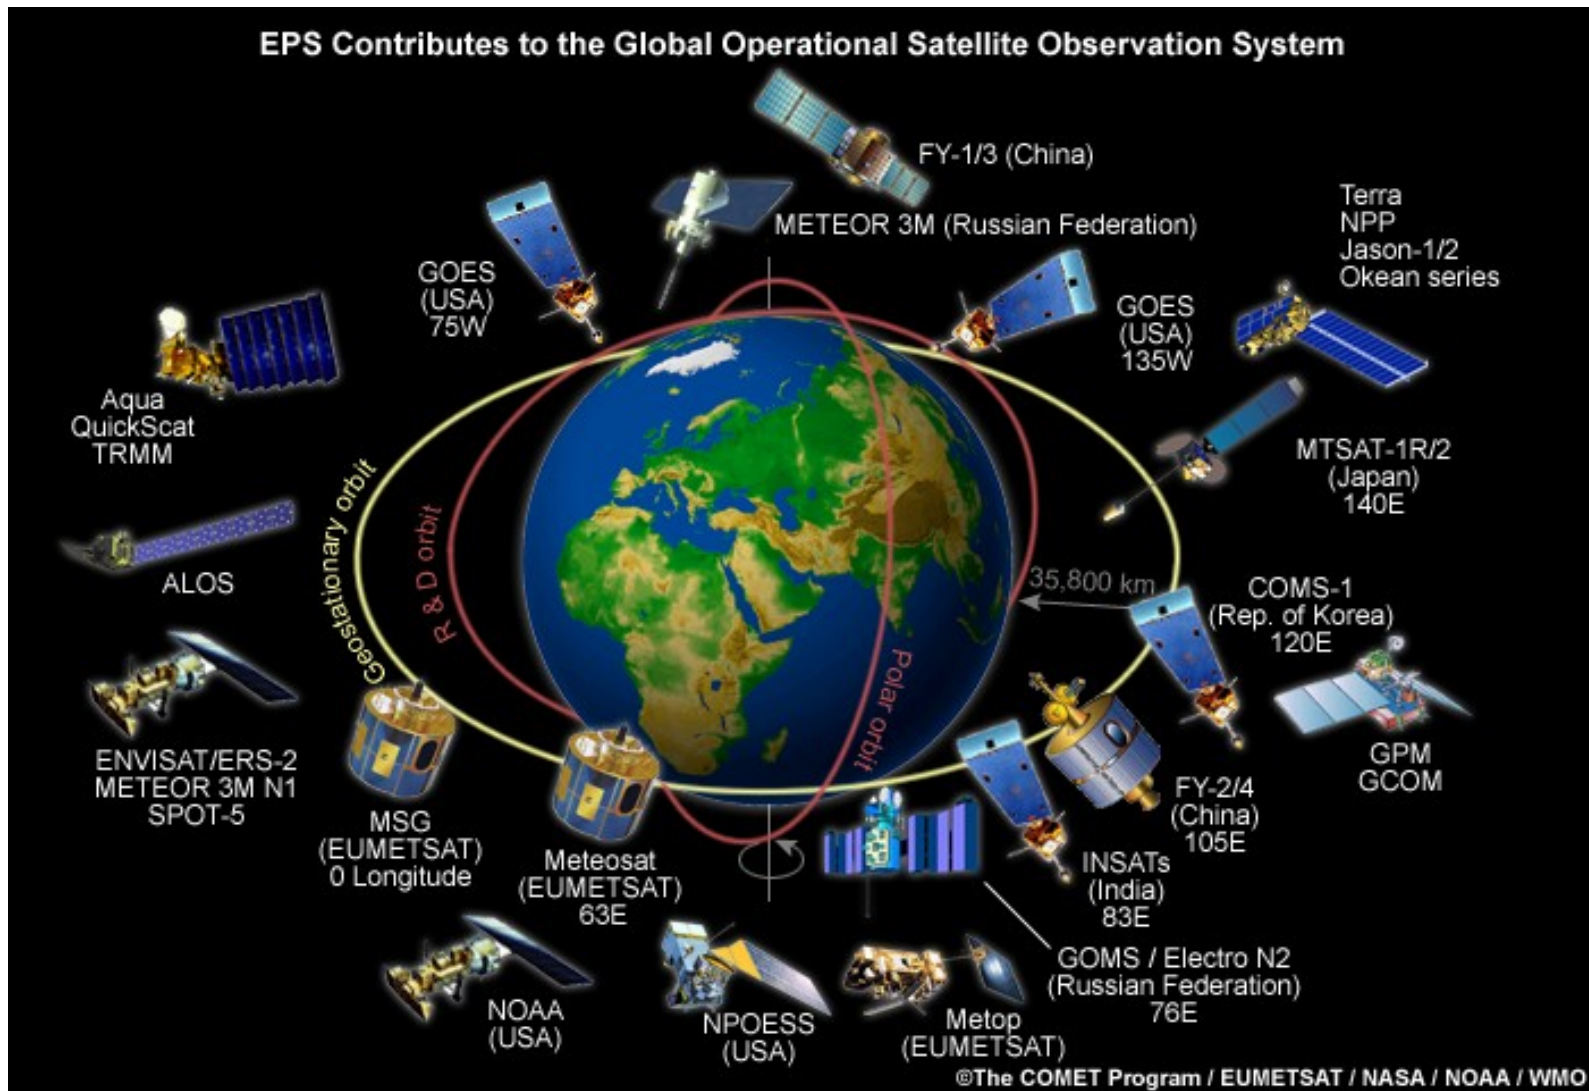 EPS Contributes to the Global Operational Satellite Observation System
FY-1/3 (China)
METEOR 3M (Russian Federation)
Terra
NPP
Jason-1/2
Okean series
GOES
(USA)
75W
GOES
(USA)
135W
Aqua
QuickScat
TRMM
MTSAT-1R/2
(Japan)
140E
Geostationary orbit
R & D orbit
Polar orbit
35,800 km
ALOS
COMS-1
(Rep. of Korea)
120E
ENVISAT/ERS-2
METEOR 3M N1
SPOT-5
GPM
GCOM
MSG
(EUMETSAT)
0 Longitude
Meteosat
(EUMETSAT)
63E
FY-2/4
(China)
105E
INSATs
(India)
83E
GOMS / Electro N2
(Russian Federation)
76E
NOAA
(USA)
NPOESS
(USA)
Metop
(EUMETSAT)
©The COMET Program / EUMETSAT / NASA / NOAA / WMO